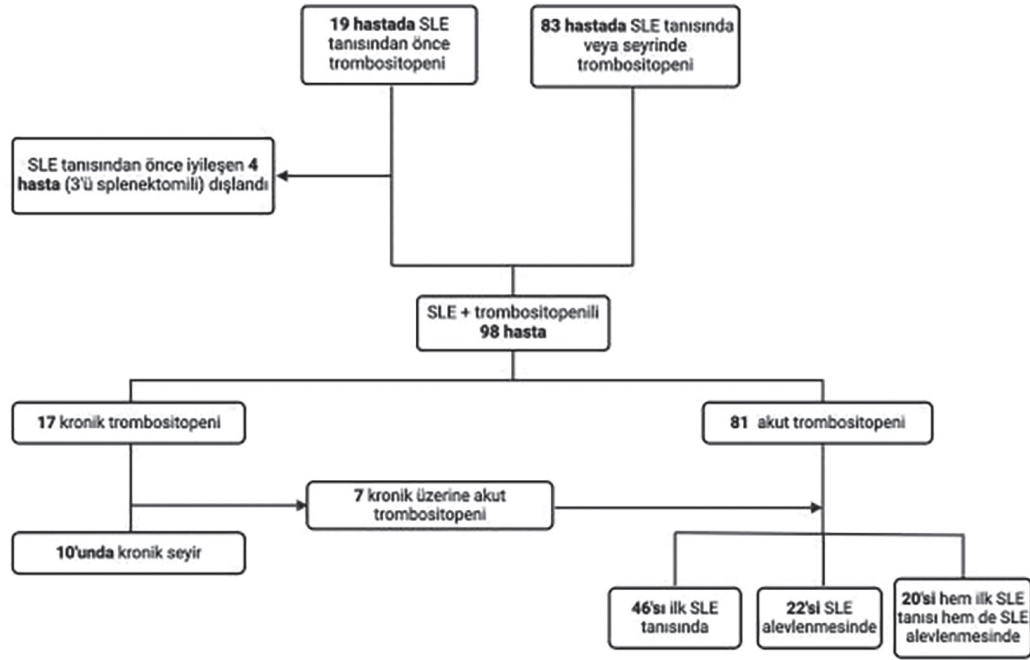 19 hastada SLE
tanısından önce
trombositopeni
83 hastada SLE tanısında
veya seyrinde
trombositopeni
SLE tanısından önce iyileşen 4
hasta (3'ü splenektomili) dışlandı
SLE + trombositopenili
98 hasta
17 kronik trombositopeni
81 akut trombositopeni
7 kronik üzerine akut
trombositopeni
10'unda kronik seyir
46'sı ilk SLE
tanısında
22'si SLE
alevlenmesinde
20'si hem ilk SLE
tanısı hem de SLE
alevlenmesinde